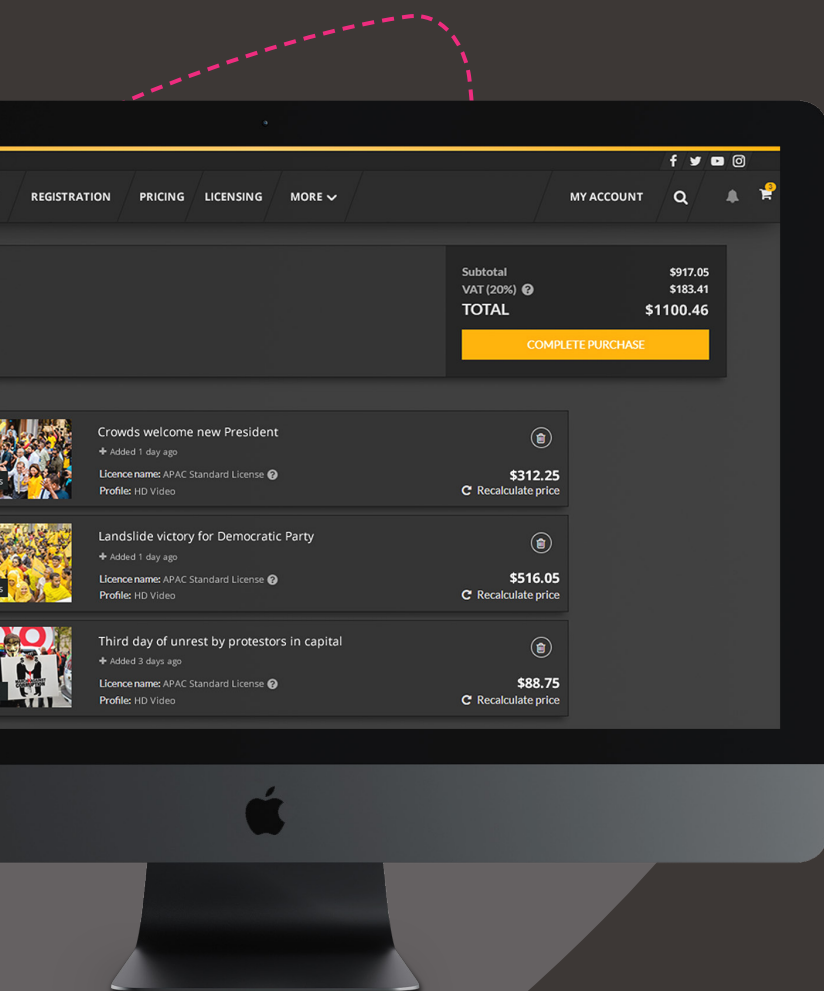 REGISTRATION PRICING LICENSING MORE MY ACCOUNT 3
Subtotal $917.05
VAT (20%) ? $183.41
TOTAL $1100.46
COMPLETE PURCHASE
Crowds welcome new President
+ Added 1 day ago
Licence name: APAC Standard License ? $312.25
Profile: HD Video Recalculate price
s
Landslide victory for Democratic Party
+ Added 1 day ago
Licence name: APAC Standard License ? $516.05
Profile: HD Video Recalculate price
s
Third day of unrest by protestors in capital
+ Added 3 days ago
Licence name: APAC Standard License ? $88.75
Profile: HD Video Recalculate price